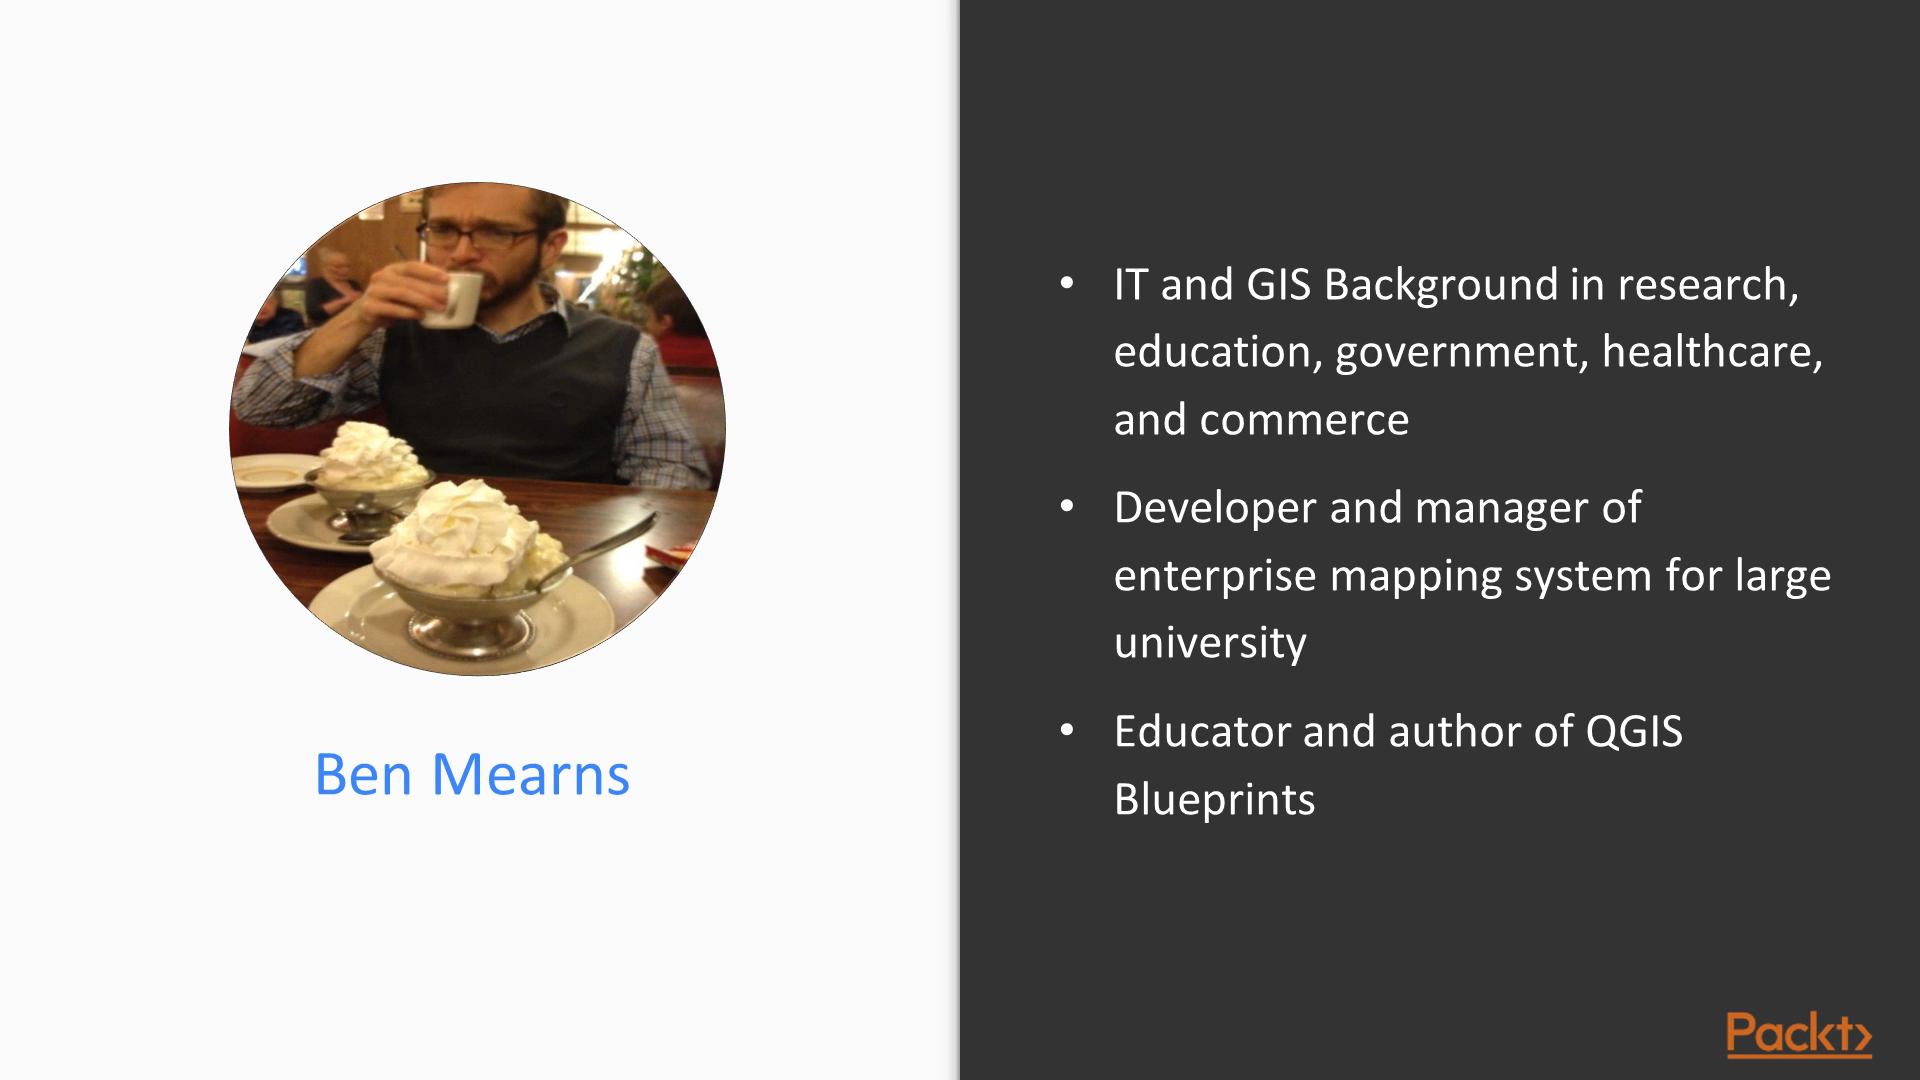 Ben Mearns
• IT and GIS Background in research,
education, government, healthcare,
and commerce
• Developer and manager of
enterprise mapping system for large
university
• Educator and author of QGIS
Blueprints
Packt>